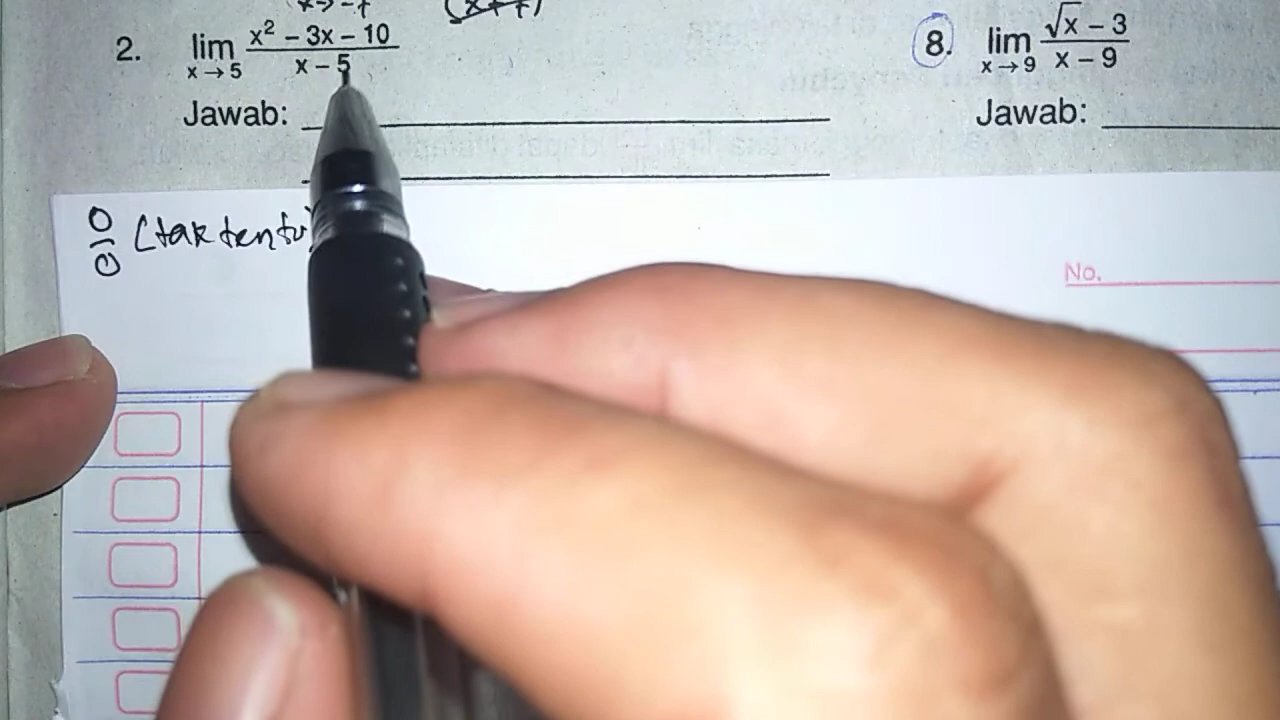 2. lim x→5 x² − 3x − 10 / x − 5
Jawab:
8. lim x→9 √x − 3 / x − 9
Jawab:
0/0 (tak tentu)
No.